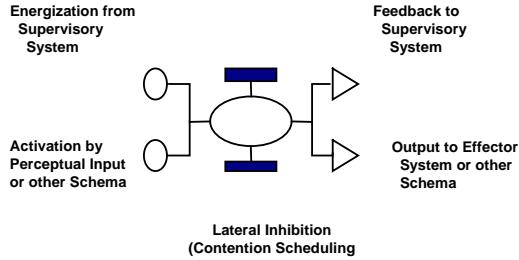 Energization from
Supervisory
System
Feedback to
Supervisory
System
Activation by
Perceptual Input
or other Schema
Output to Effector
System or other
Schema
Lateral Inhibition
(Contention Scheduling